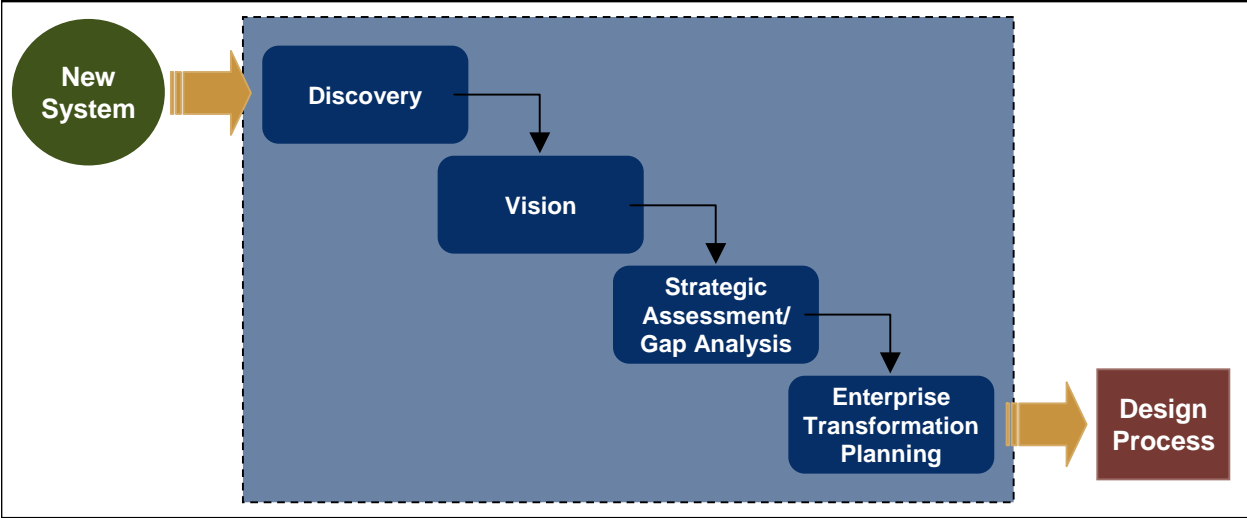 New
System
Discovery
Vision
Strategic
Assessment/
Gap Analysis
Enterprise
Transformation
Planning
Design
Process